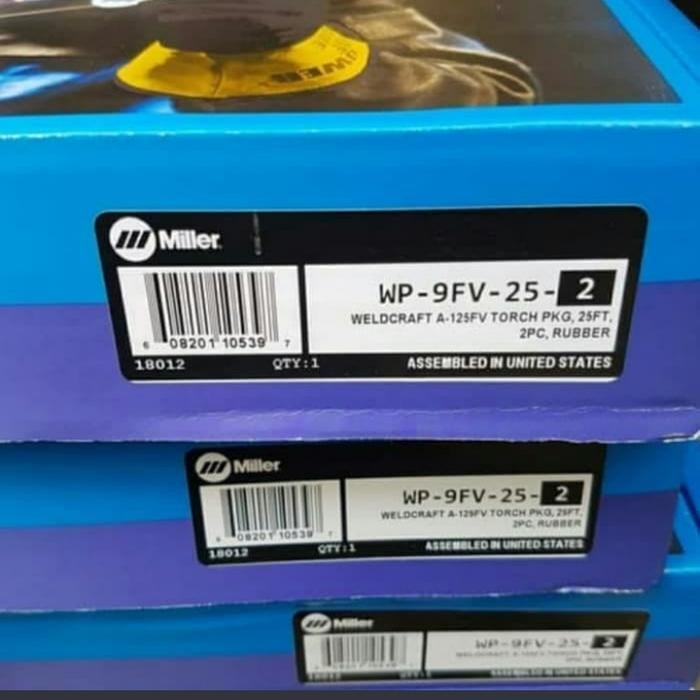 Miller
WP-9FV-25-2
WELDCRAFT A-125FV TORCH PKG, 25FT,
2PC, RUBBER
6 08201 10539 7
18012 QTY:1 ASSEMBLED IN UNITED STATES
Miller
WP-9FV-25-2
WELDCRAFT A-125FV TORCH PKG, 25FT,
2PC, RUBBER
6 08201 10539 7
18012 QTY:1 ASSEMBLED IN UNITED STATES
Miller
WP-9FV-25-2